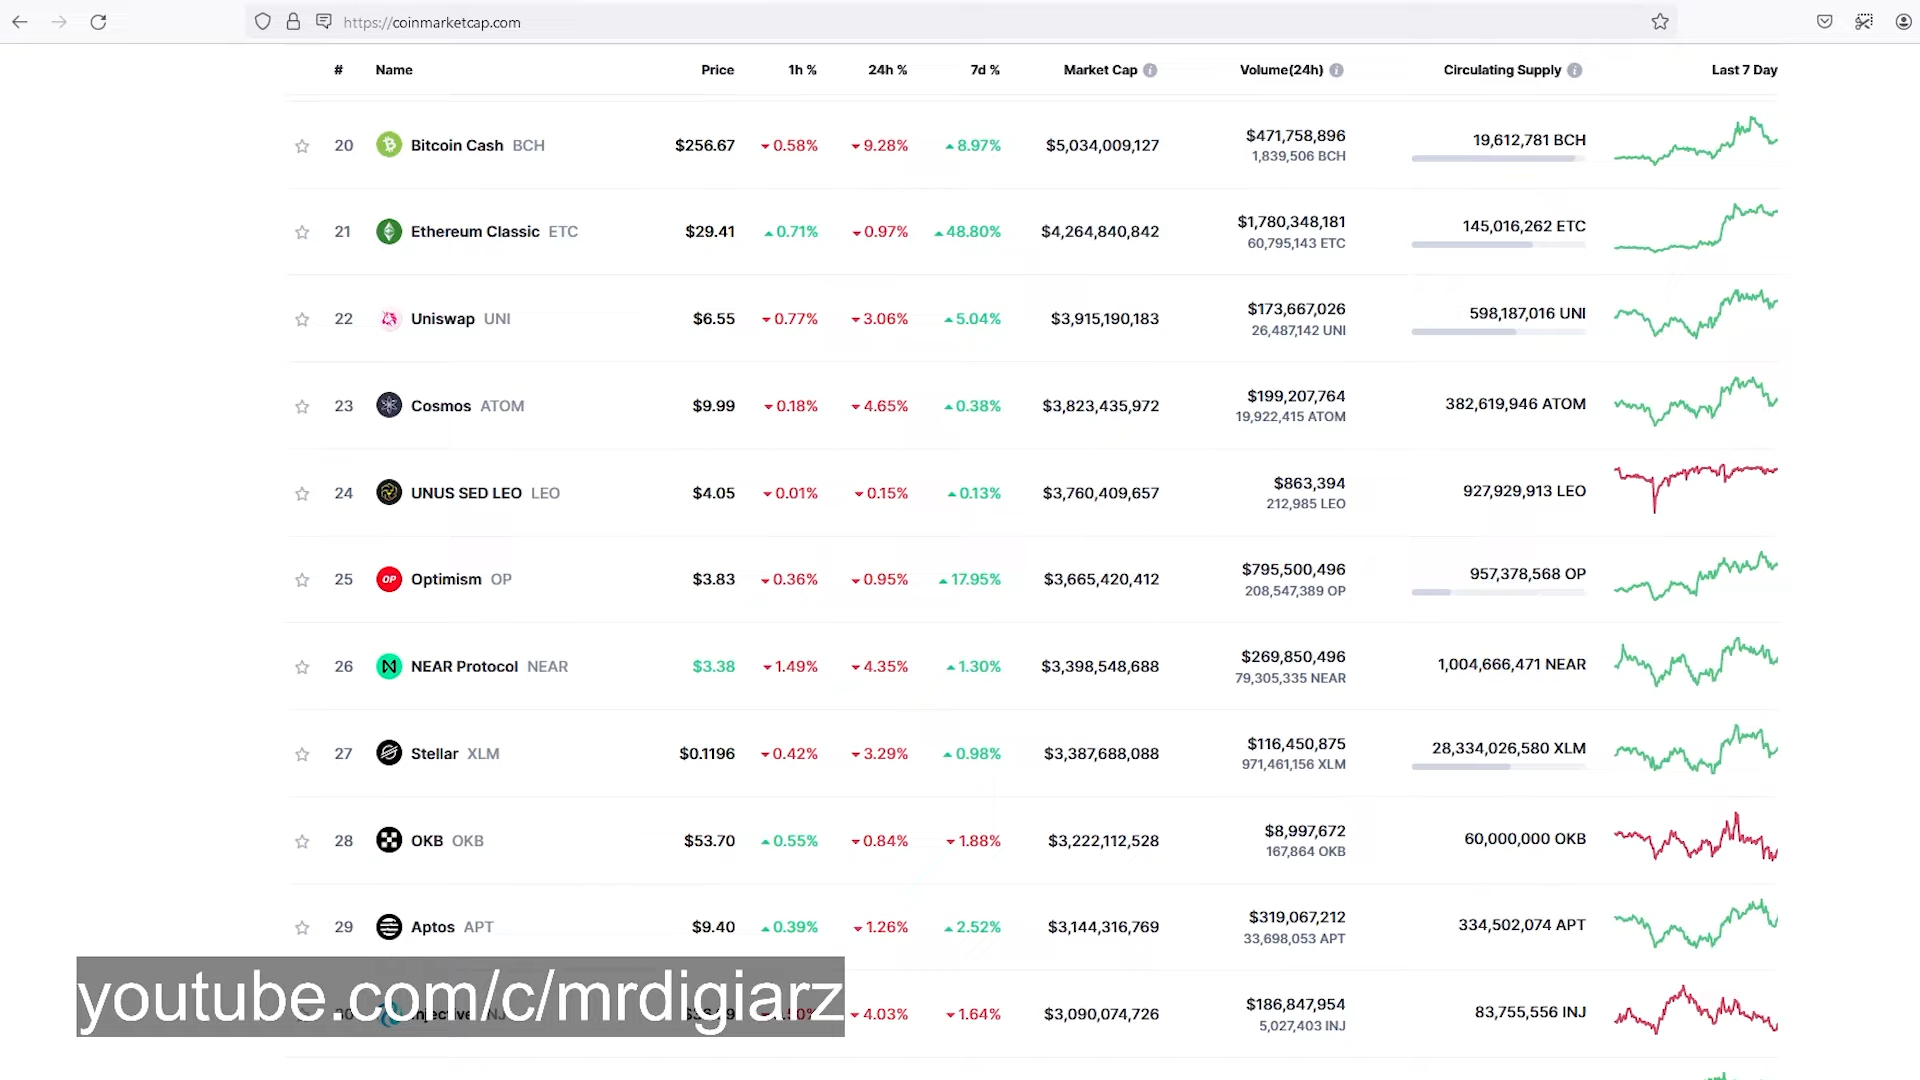 https://coinmarketcap.com
# Name Price 1h % 24h % 7d % Market Cap Volume(24h) Circulating Supply Last 7 Day
20 Bitcoin Cash BCH $256.67 0.58% 9.28% 8.97% $5,034,009,127 $471,758,896 19,612,781 BCH
1,839,506 BCH
21 Ethereum Classic ETC $29.41 0.71% 0.97% 48.80% $4,264,840,842 $1,780,348,181 145,016,262 ETC
60,795,143 ETC
22 Uniswap UNI $6.55 0.77% 3.06% 5.04% $3,915,190,183 $173,667,026 598,187,016 UNI
26,487,142 UNI
23 Cosmos ATOM $9.99 0.18% 4.65% 0.38% $3,823,435,972 $199,207,764 382,619,946 ATOM
19,922,415 ATOM
24 UNUS SED LEO LEO $4.05 0.01% 0.15% 0.13% $3,760,409,657 $863,394 927,929,913 LEO
212,985 LEO
25 OP Optimism OP $3.83 0.36% 0.95% 17.95% $3,665,420,412 $795,500,496 957,378,568 OP
208,547,389 OP
26 NEAR Protocol NEAR $3.38 1.49% 4.35% 1.30% $3,398,548,688 $269,850,496 1,004,666,471 NEAR
79,305,335 NEAR
27 Stellar XLM $0.1196 0.42% 3.29% 0.98% $3,387,688,088 $116,450,875 28,334,026,580 XLM
971,461,156 XLM
28 OKB OKB $53.70 0.55% 0.84% 1.88% $3,222,112,528 $8,997,672 60,000,000 OKB
167,864 OKB
29 Aptos APT $9.40 0.39% 1.26% 2.52% $3,144,316,769 $319,067,212 334,502,074 APT
33,698,053 APT
youtube.com/c/mrdigiarz
30 Injective INJ 4.03% 1.64% $3,090,074,726 $186,847,954 83,755,556 INJ
5,027,403 INJ